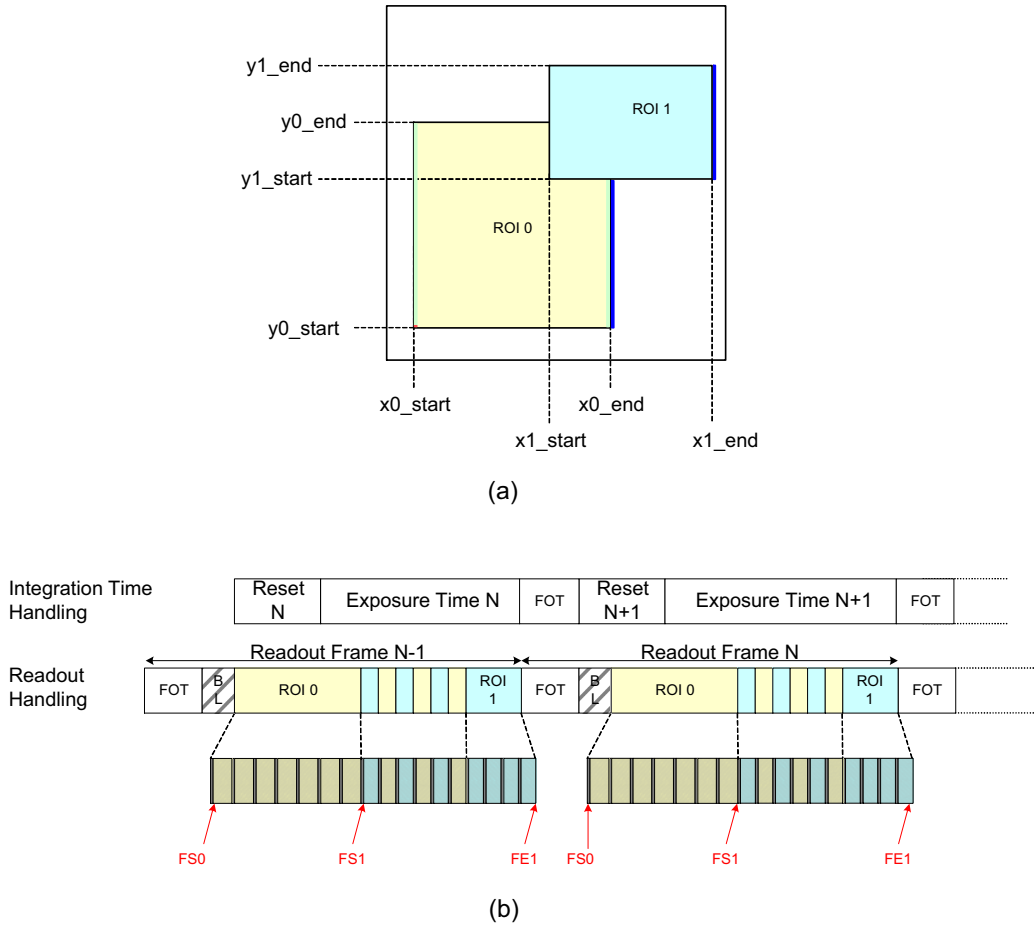 y1_end
ROI 1
y0_end
y1_start
ROI 0
y0_start
x0_start
x0_end
x1_start
x1_end
(a)
Integration Time
Handling
Reset
N
Exposure Time N
FOT
Reset
N+1
Exposure Time N+1
FOT
Readout Frame N-1
Readout Frame N
Readout
Handling
FOT
B
L
ROI 0
ROI
1
FOT
B
L
ROI 0
ROI
1
FOT
FS0
FS1
FE1
FS0
FS1
FE1
(b)